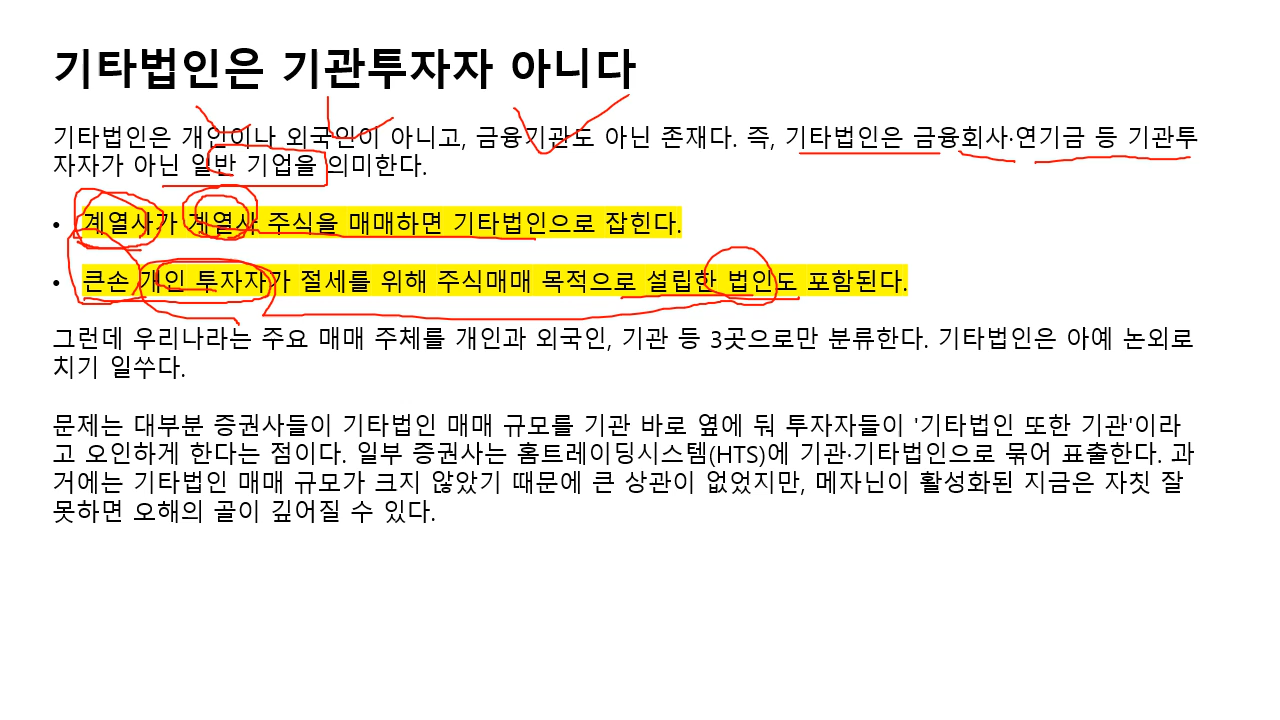 기타법인은 기관투자자 아니다
기타법인은 개인이나 외국인이 아니고, 금융기관도 아닌 존재다. 즉, 기타법인은 금융회사·연기금 등 기관투
자자가 아닌 일반 기업을 의미한다.
• 계열사가 계열사 주식을 매매하면 기타법인으로 잡힌다.
• 큰손 개인 투자자가 절세를 위해 주식매매 목적으로 설립한 법인도 포함된다.
그런데 우리나라는 주요 매매 주체를 개인과 외국인, 기관 등 3곳으로만 분류한다. 기타법인은 아예 논외로
치기 일쑤다.
문제는 대부분 증권사들이 기타법인 매매 규모를 기관 바로 옆에 둬 투자자들이 '기타법인 또한 기관'이라
고 오인하게 한다는 점이다. 일부 증권사는 홈트레이딩시스템(HTS)에 기관·기타법인으로 묶어 표출한다. 과
거에는 기타법인 매매 규모가 크지 않았기 때문에 큰 상관이 없었지만, 메자닌이 활성화된 지금은 자칫 잘
못하면 오해의 골이 깊어질 수 있다.